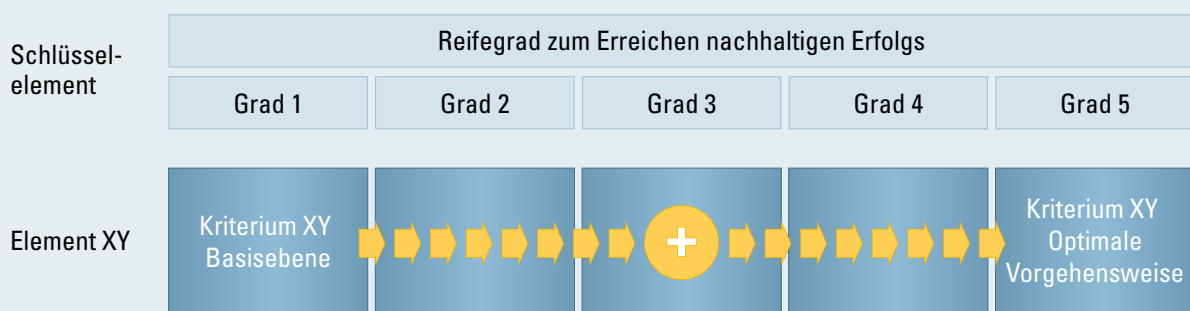 Schlüssel-
element
Reifegrad zum Erreichen nachhaltigen Erfolgs
Grad 1
Grad 2
Grad 3
Grad 4
Grad 5
Element XY
Kriterium XY
Basisebene
+
Kriterium XY
Optimale
Vorgehensweise